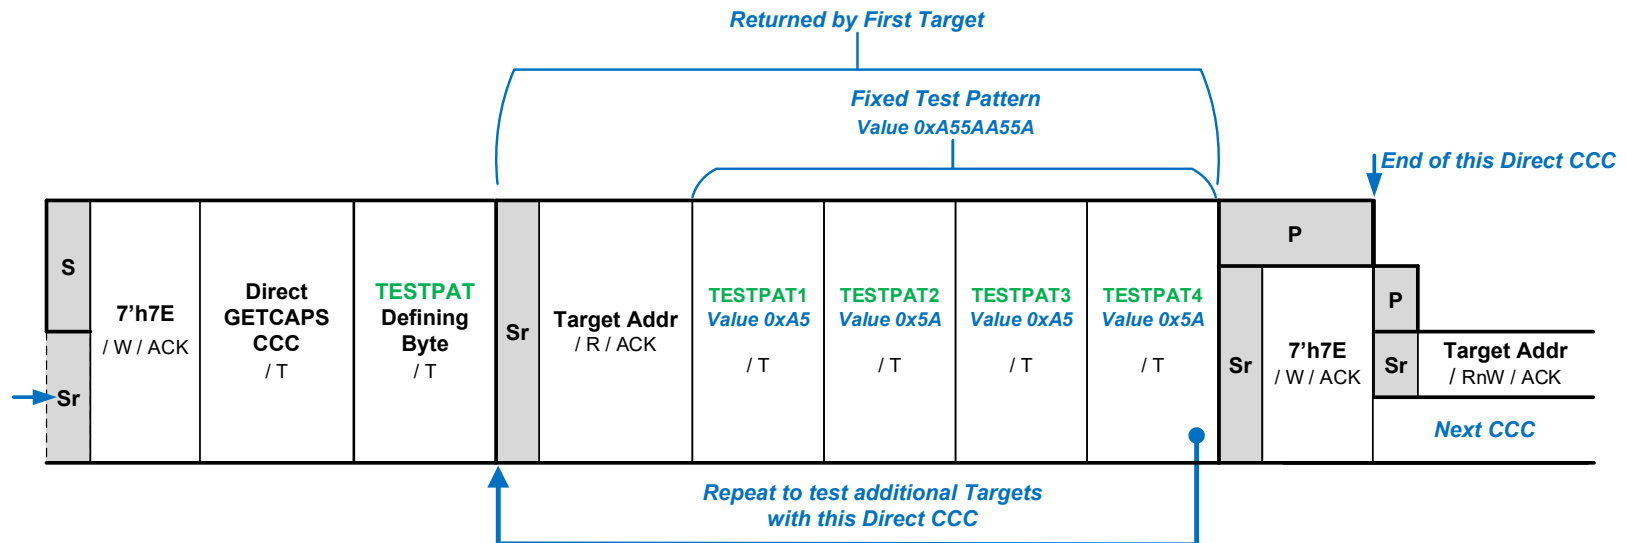 Returned by First Target
Fixed Test Pattern
Value 0xA55AA55A
End of this Direct CCC
S
Sr
7’h7E
/ W / ACK
Direct
GETCAPS
CCC
/ T
TESTPAT
Defining
Byte
/ T
Sr
Target Addr
/ R / ACK
TESTPAT1
Value 0xA5
/ T
TESTPAT2
Value 0x5A
/ T
TESTPAT3
Value 0xA5
/ T
TESTPAT4
Value 0x5A
/ T
P
Sr
7’h7E
/ W / ACK
P
Sr
Target Addr
/ RnW / ACK
Next CCC
Repeat to test additional Targets
with this Direct CCC